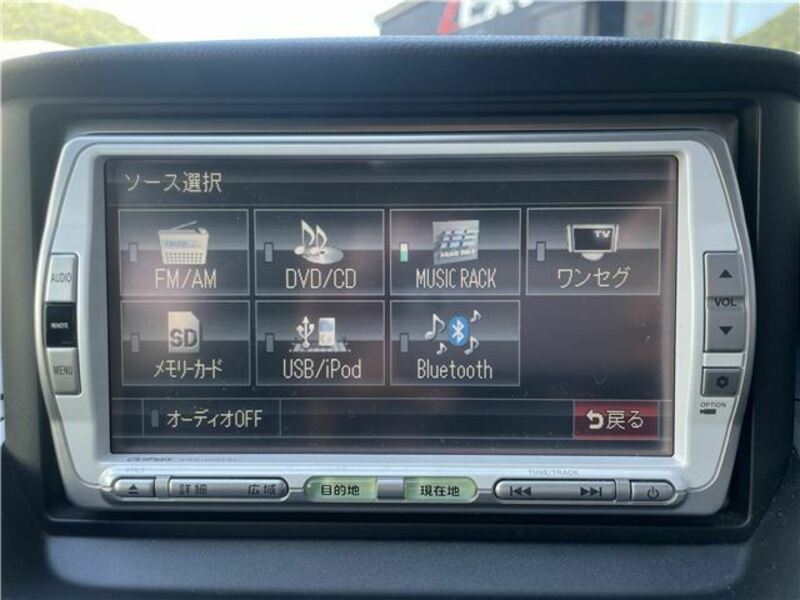 ソース選択
FM/AM
DVD/CD
MUSIC RACK
TV
ワンセグ
SD
メモリーカード
USB/iPod
Bluetooth
オーディオOFF
戻る
AUDIO
REMOTE
MENU
VOL
OPTION
TUNE/TRACK
詳細
広域
目的地
現在地